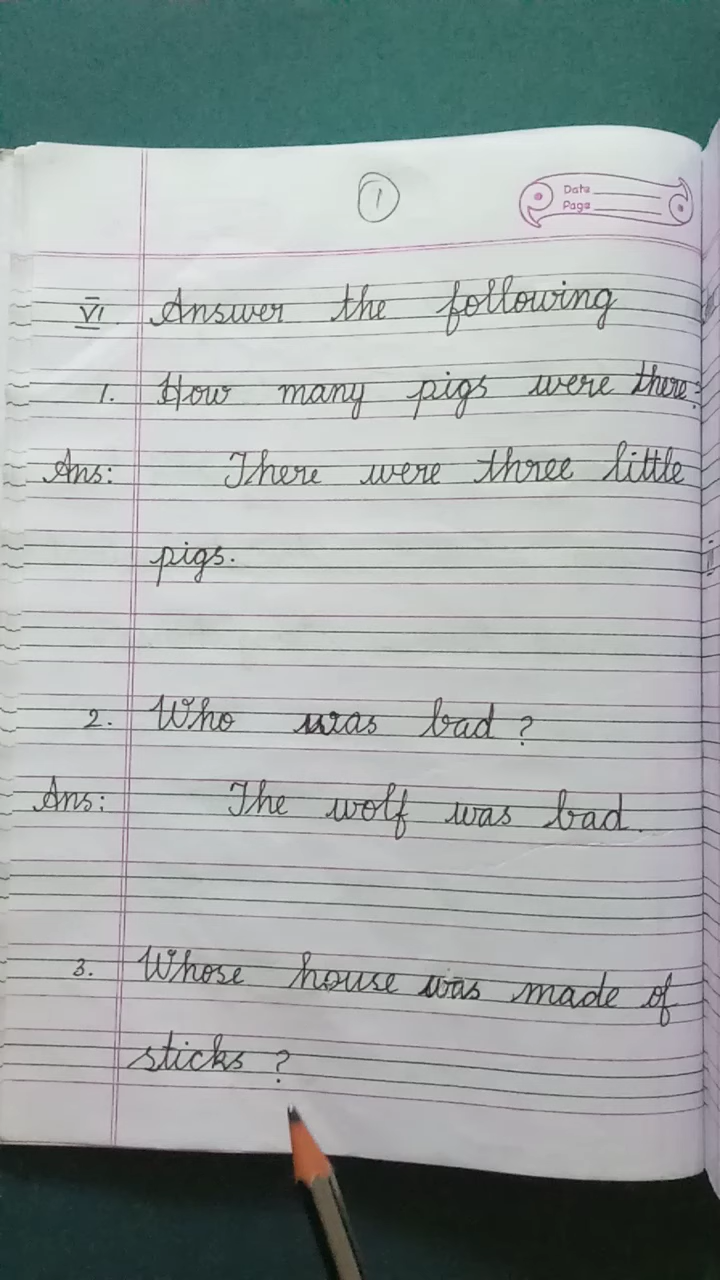 1
Date
Page
VI Answer the following
1. How many pigs were there?
Ans: There were three little
pigs.
2. Who was bad ?
Ans: The wolf was bad.
3. Whose house was made of
sticks ?